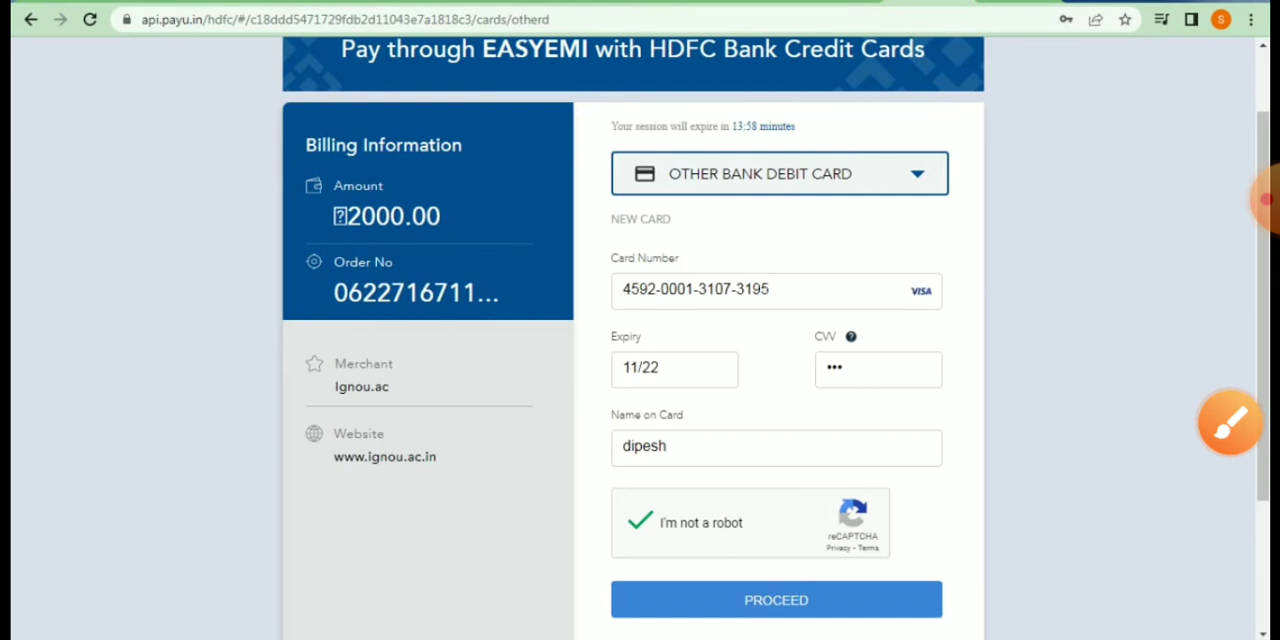 api.payu.in/hdfc/#/c18ddd5471729fdb2d11043e7a1818c3/cards/otherd
S
Pay through EASYEMI with HDFC Bank Credit Cards
Billing Information
Amount
2000.00
Order No
0622716711...
Merchant
Ignou.ac
Website
www.ignou.ac.in
Your session will expire in 13:58 minutes
OTHER BANK DEBIT CARD
NEW CARD
Card Number
4592-0001-3107-3195
VISA
Expiry
CVV ?
11/22
•••
Name on Card
dipesh
I'm not a robot
reCAPTCHA
Privacy - Terms
PROCEED